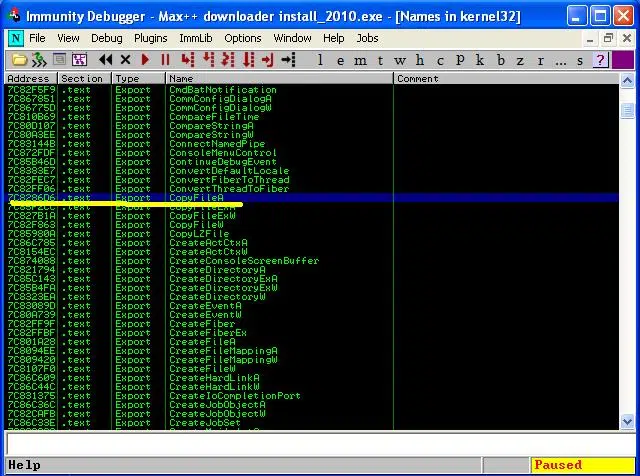 Immunity Debugger - Max++ downloader install_2010.exe - [Names in kernel32]
File View Debug Plugins ImmLib Options Window Help Jobs
l e m t w h c p k b z r ... s ?
Address Section Type Name Comment
7C82F5F9 .text Export CmdBatNotification
7C867851 .text Export CommConfigDialogA
7C86775D .text Export CommConfigDialogW
7C810B69 .text Export CompareFileTime
7C80D107 .text Export CompareStringA
7C80A3EE .text Export CompareStringW
7C83144B .text Export ConnectNamedPipe
7C872FDF .text Export ConsoleMenuControl
7C85B46D .text Export ContinueDebugEvent
7C8383E7 .text Export ConvertDefaultLocale
7C82FEC7 .text Export ConvertFiberToThread
7C82FF06 .text Export ConvertThreadToFiber
7C8286D6 .text Export CopyFileA
.text Export CopyFileExA
7C827B1A .text Export CopyFileExW
7C82F863 .text Export CopyFileW
7C85980A .text Export CopyLZFile
7C86C785 .text Export CreateActCtxA
7C8154EC .text Export CreateActCtxW
7C874088 .text Export CreateConsoleScreenBuffer
7C821794 .text Export CreateDirectoryA
7C85C143 .text Export CreateDirectoryExA
7C85B4FA .text Export CreateDirectoryExW
7C8323EA .text Export CreateDirectoryW
7C83089D .text Export CreateEventA
7C80A739 .text Export CreateEventW
7C82FF9F .text Export CreateFiber
7C82FFBF .text Export CreateFiberEx
7C801A28 .text Export CreateFileA
7C8094EE .text Export CreateFileMappingA
7C809420 .text Export CreateFileMappingW
7C8107F0 .text Export CreateFileW
7C86C609 .text Export CreateHardLinkA
7C86C44C .text Export CreateHardLinkW
7C831375 .text Export CreateIoCompletionPort
7C86C36C .text Export CreateJobObjectA
7C82CAFB .text Export CreateJobObjectW
7C86C33E .text Export CreateJobSet
Help Paused